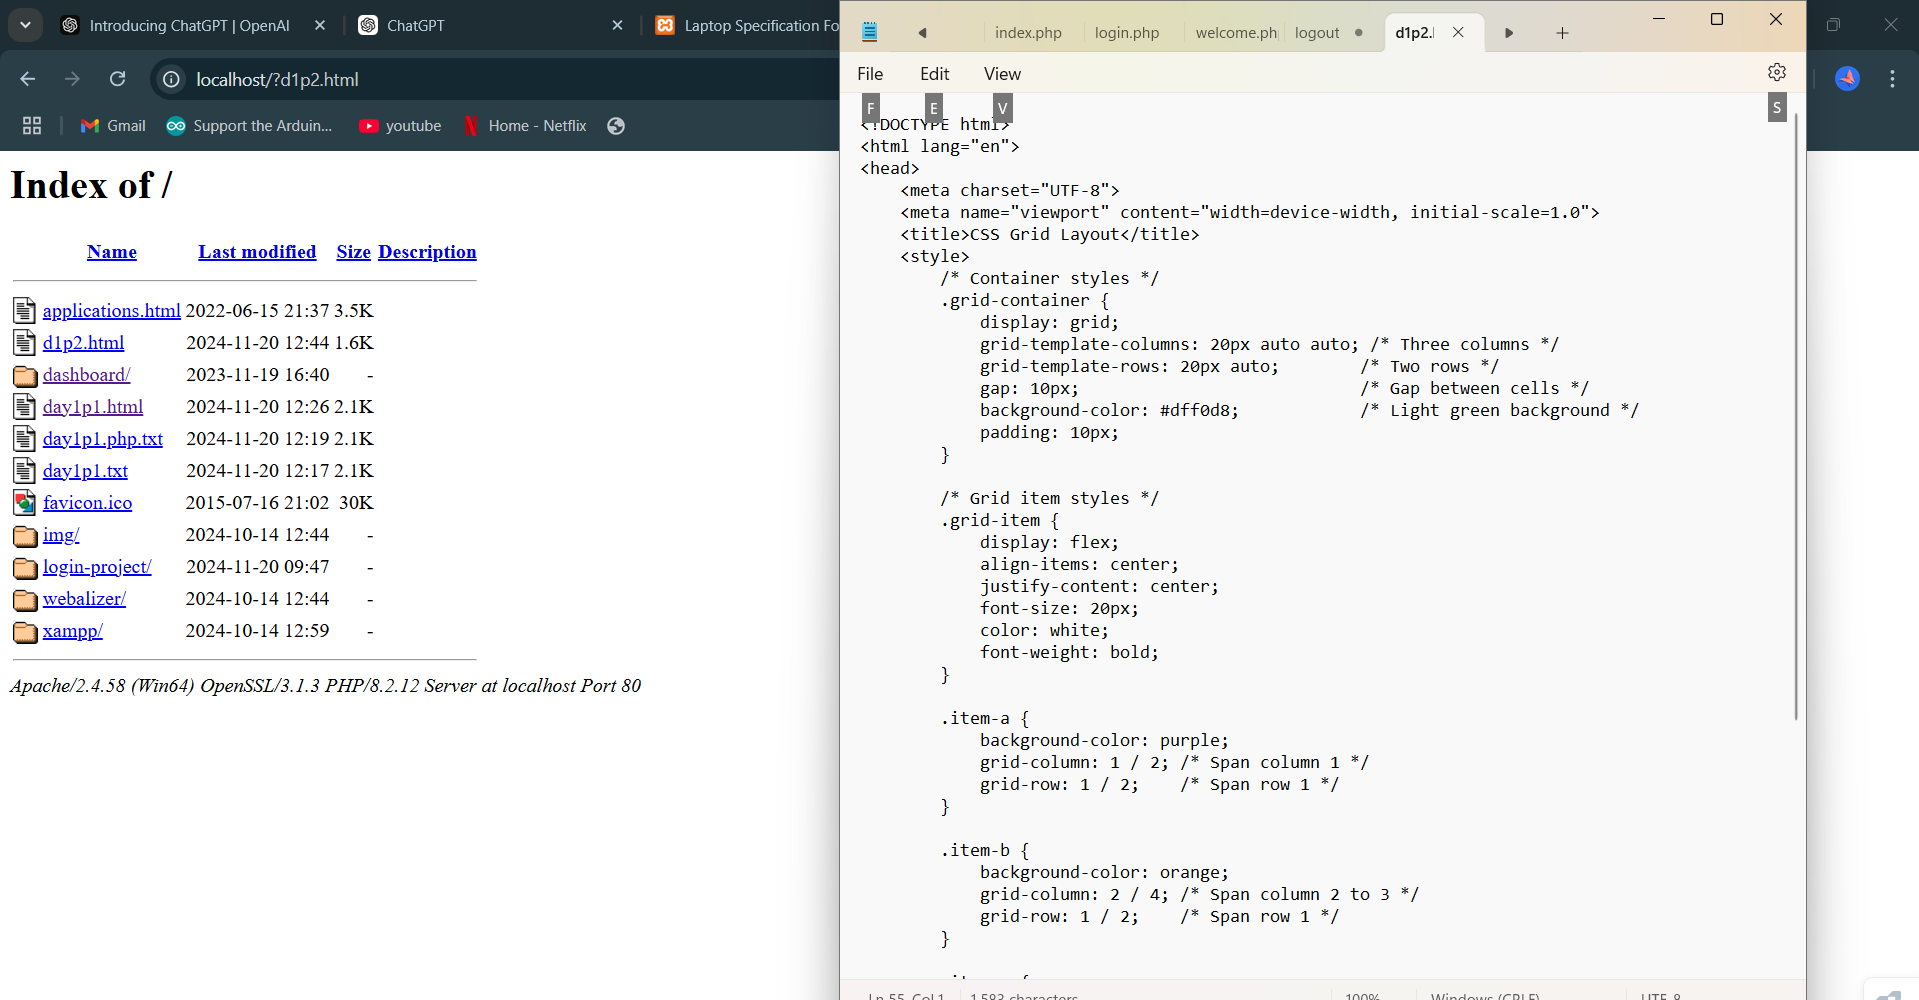 Introducing ChatGPT | OpenAI
ChatGPT
Laptop Specification Fo
localhost/?d1p2.html
Gmail
Support the Arduin...
youtube
Home - Netflix
Index of /
Name Last modified Size Description
applications.html 2022-06-15 21:37 3.5K
d1p2.html 2024-11-20 12:44 1.6K
dashboard/ 2023-11-19 16:40 -
day1p1.html 2024-11-20 12:26 2.1K
day1p1.php.txt 2024-11-20 12:19 2.1K
day1p1.txt 2024-11-20 12:17 2.1K
favicon.ico 2015-07-16 21:02 30K
img/ 2024-10-14 12:44 -
login-project/ 2024-11-20 09:47 -
webalizer/ 2024-10-14 12:44 -
xampp/ 2024-10-14 12:59 -
Apache/2.4.58 (Win64) OpenSSL/3.1.3 PHP/8.2.12 Server at localhost Port 80
index.php login.php welcome.ph logout d1p2.
File Edit View
F E V S
<!DOCTYPE html>
<html lang="en">
<head>
    <meta charset="UTF-8">
    <meta name="viewport" content="width=device-width, initial-scale=1.0">
    <title>CSS Grid Layout</title>
    <style>
        /* Container styles */
        .grid-container {
            display: grid;
            grid-template-columns: 20px auto auto; /* Three columns */
            grid-template-rows: 20px auto;        /* Two rows */
            gap: 10px;                            /* Gap between cells */
            background-color: #dff0d8;            /* Light green background */
            padding: 10px;
        }
        /* Grid item styles */
        .grid-item {
            display: flex;
            align-items: center;
            justify-content: center;
            font-size: 20px;
            color: white;
            font-weight: bold;
        }
        .item-a {
            background-color: purple;
            grid-column: 1 / 2; /* Span column 1 */
            grid-row: 1 / 2;    /* Span row 1 */
        }
        .item-b {
            background-color: orange;
            grid-column: 2 / 4; /* Span column 2 to 3 */
            grid-row: 1 / 2;    /* Span row 1 */
        }
Ln 55, Col 1 1,583 characters 100% Windows (CRLF) UTF-8